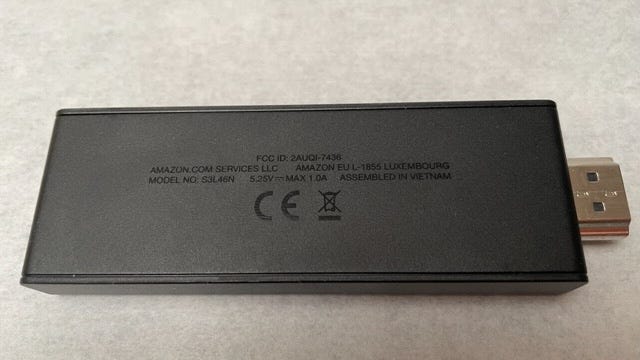 FCC ID: 2AUQI-7436
AMAZON.COM SERVICES LLC AMAZON EU L-1855 LUXEMBOURG
MODEL NO: S3L46N 5.25V⎓MAX 1.0A ASSEMBLED IN VIETNAM
CE